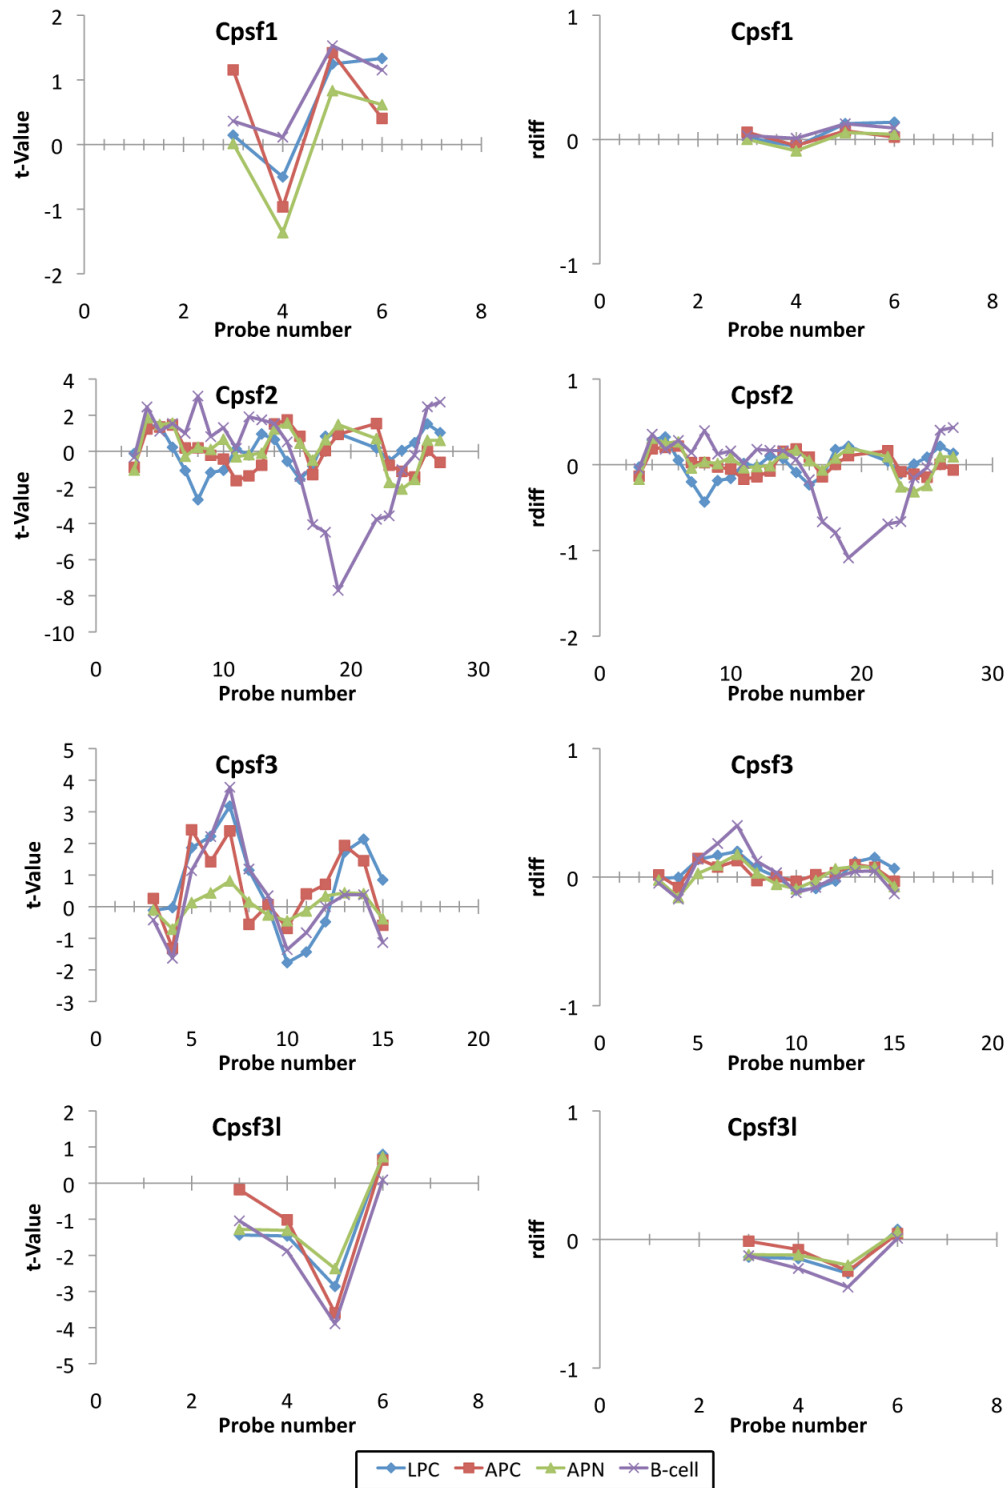 Cpsf1
t-Value
2
1
0
-1
-2
0 2 4 6 8
Probe number
Cpsf1
rdiff
1
0
-1
0 2 4 6 8
Probe number
Cpsf2
t-Value
4
2
0
-2
-4
-6
-8
-10
0 10 20 30
Probe number
Cpsf2
rdiff
1
0
-1
-2
0 10 20 30
Probe number
Cpsf3
t-Value
5
4
3
2
1
0
-1
-2
-3
0 5 10 15 20
Probe number
Cpsf3
rdiff
1
0
-1
0 5 10 15 20
Probe number
Cpsf3l
t-Value
2
1
0
-1
-2
-3
-4
-5
0 2 4 6 8
Probe number
Cpsf3l
rdiff
1
0
-1
0 2 4 6 8
Probe number
LPC APC APN B-cell